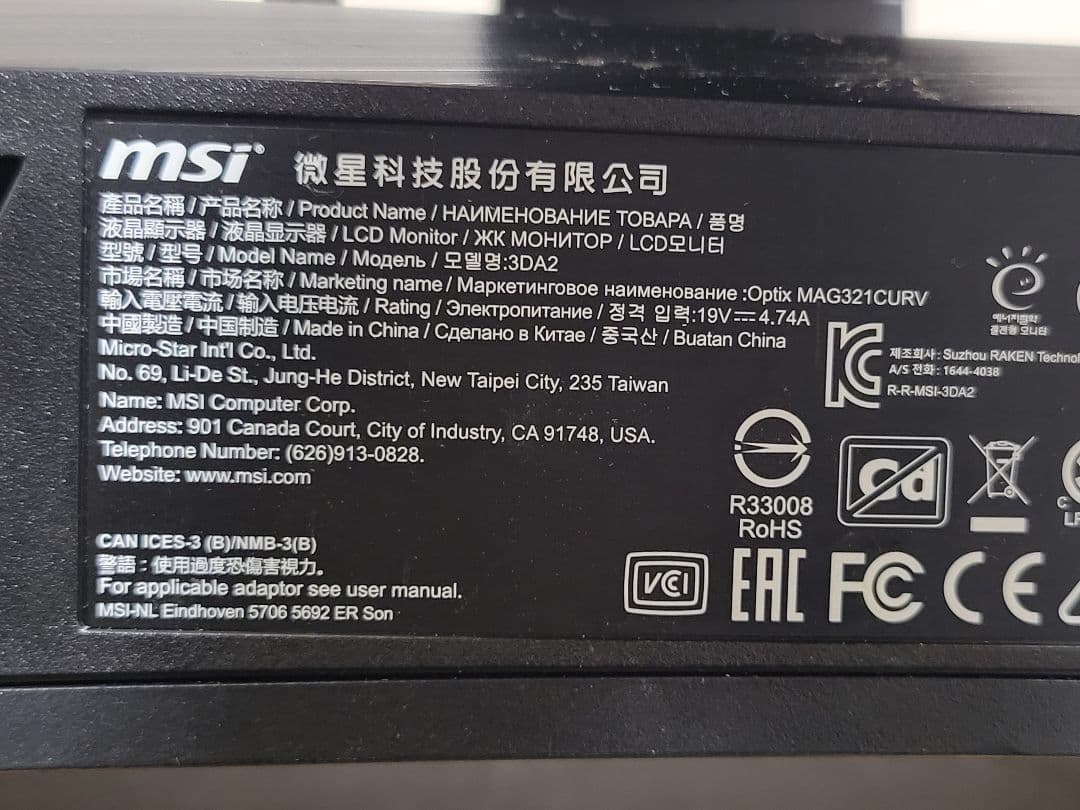 msi 微星科技股份有限公司
產品名稱 / 产品名称 / Product Name / НАИМЕНОВАНИЕ ТОВАРА / 품명
液晶顯示器 / 液晶显示器 / LCD Monitor / ЖК МОНИТОР / LCD모니터
型號 / 型号 / Model Name / Модель / 모델명:3DA2
市場名稱 / 市场名称 / Marketing name / Маркетинговое наименование :Optix MAG321CURV
輸入電壓電流 / 输入电压电流 / Rating / Электропитание / 정격 입력:19V⎓4.74A
中國製造 / 中国制造 / Made in China / Сделано в Китае / 중국산 / Buatan China
Micro-Star Int'l Co., Ltd.
No. 69, Li-De St., Jung-He District, New Taipei City, 235 Taiwan
Name: MSI Computer Corp.
Address: 901 Canada Court, City of Industry, CA 91748, USA.
Telephone Number: (626)913-0828.
Website: www.msi.com
CAN ICES-3 (B)/NMB-3(B)
警語 : 使用過度恐傷害視力。
For applicable adaptor see user manual.
MSI-NL Eindhoven 5706 5692 ER Son
에너지절약
KC
제조회사 : Suzhou RAKEN
A/S 전화 : 1644-4038
R-R-MSI-3DA2
R33008
RoHS
Cd
VCCI
EAC FC CE